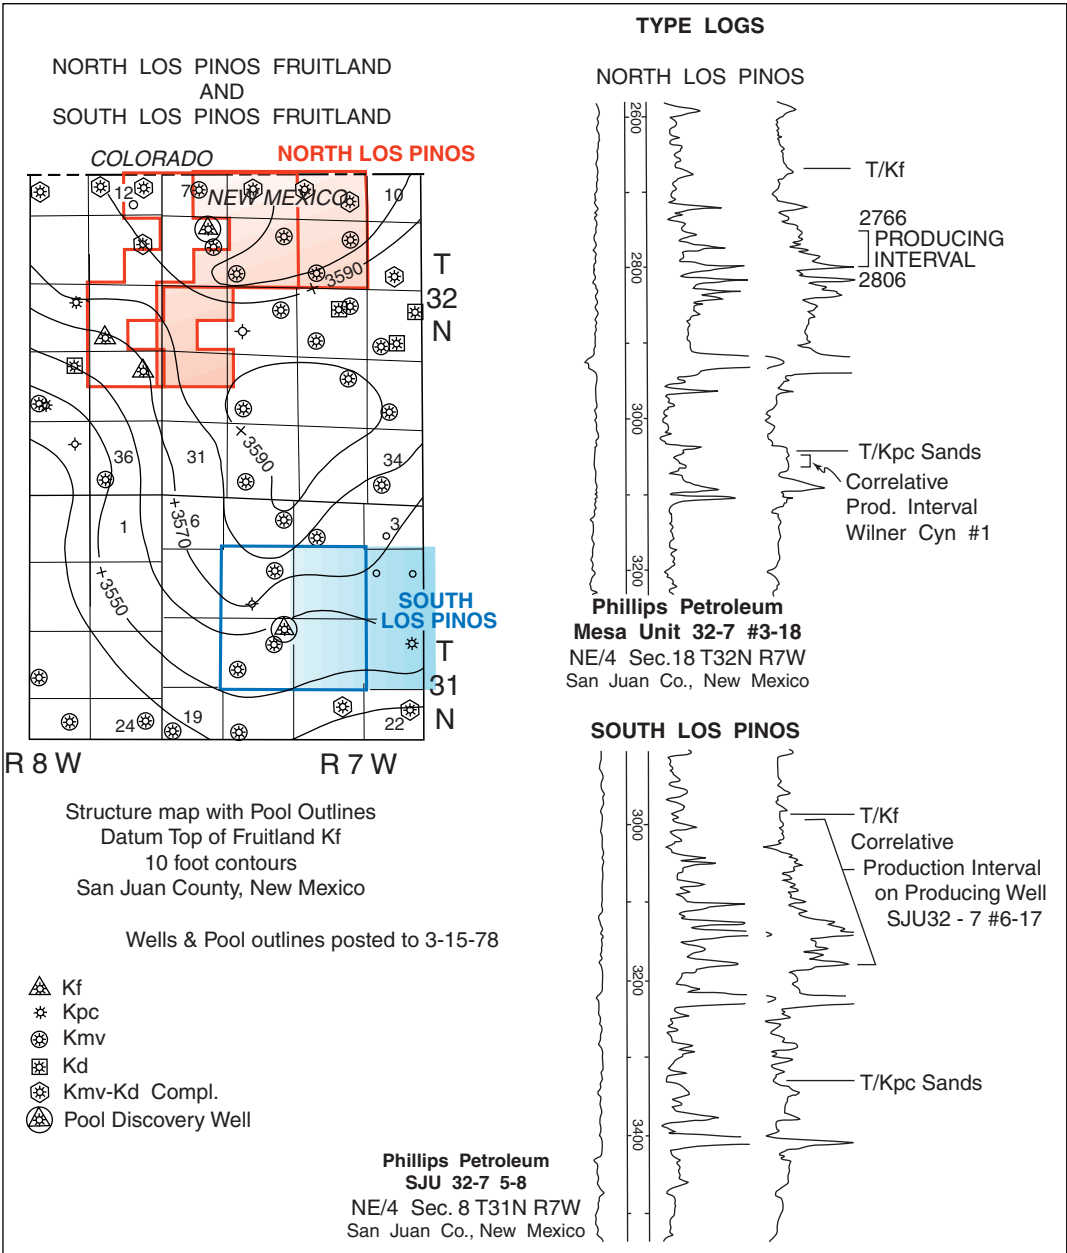 NORTH LOS PINOS FRUITLAND
AND
SOUTH LOS PINOS FRUITLAND
COLORADO
NORTH LOS PINOS
NEW MEXICO
12
7
10
+3590
T
32
N
+3590
36
31
34
1
6
3
+3570
+3550
SOUTH
LOS PINOS
T
31
N
24
19
22
R 8 W
R 7 W
Structure map with Pool Outlines
Datum Top of Fruitland Kf
10 foot contours
San Juan County, New Mexico
Wells & Pool outlines posted to 3-15-78
Kf
Kpc
Kmv
Kd
Kmv-Kd Compl.
Pool Discovery Well
TYPE LOGS
NORTH LOS PINOS
2600
2800
3000
3200
T/Kf
2766
PRODUCING
INTERVAL
2806
T/Kpc Sands
Correlative
Prod. Interval
Wilner Cyn #1
Phillips Petroleum
Mesa Unit 32-7 #3-18
NE/4 Sec.18 T32N R7W
San Juan Co., New Mexico
SOUTH LOS PINOS
3000
3200
3400
T/Kf
Correlative
Production Interval
on Producing Well
SJU32 - 7 #6-17
T/Kpc Sands
Phillips Petroleum
SJU 32-7 5-8
NE/4 Sec. 8 T31N R7W
San Juan Co., New Mexico